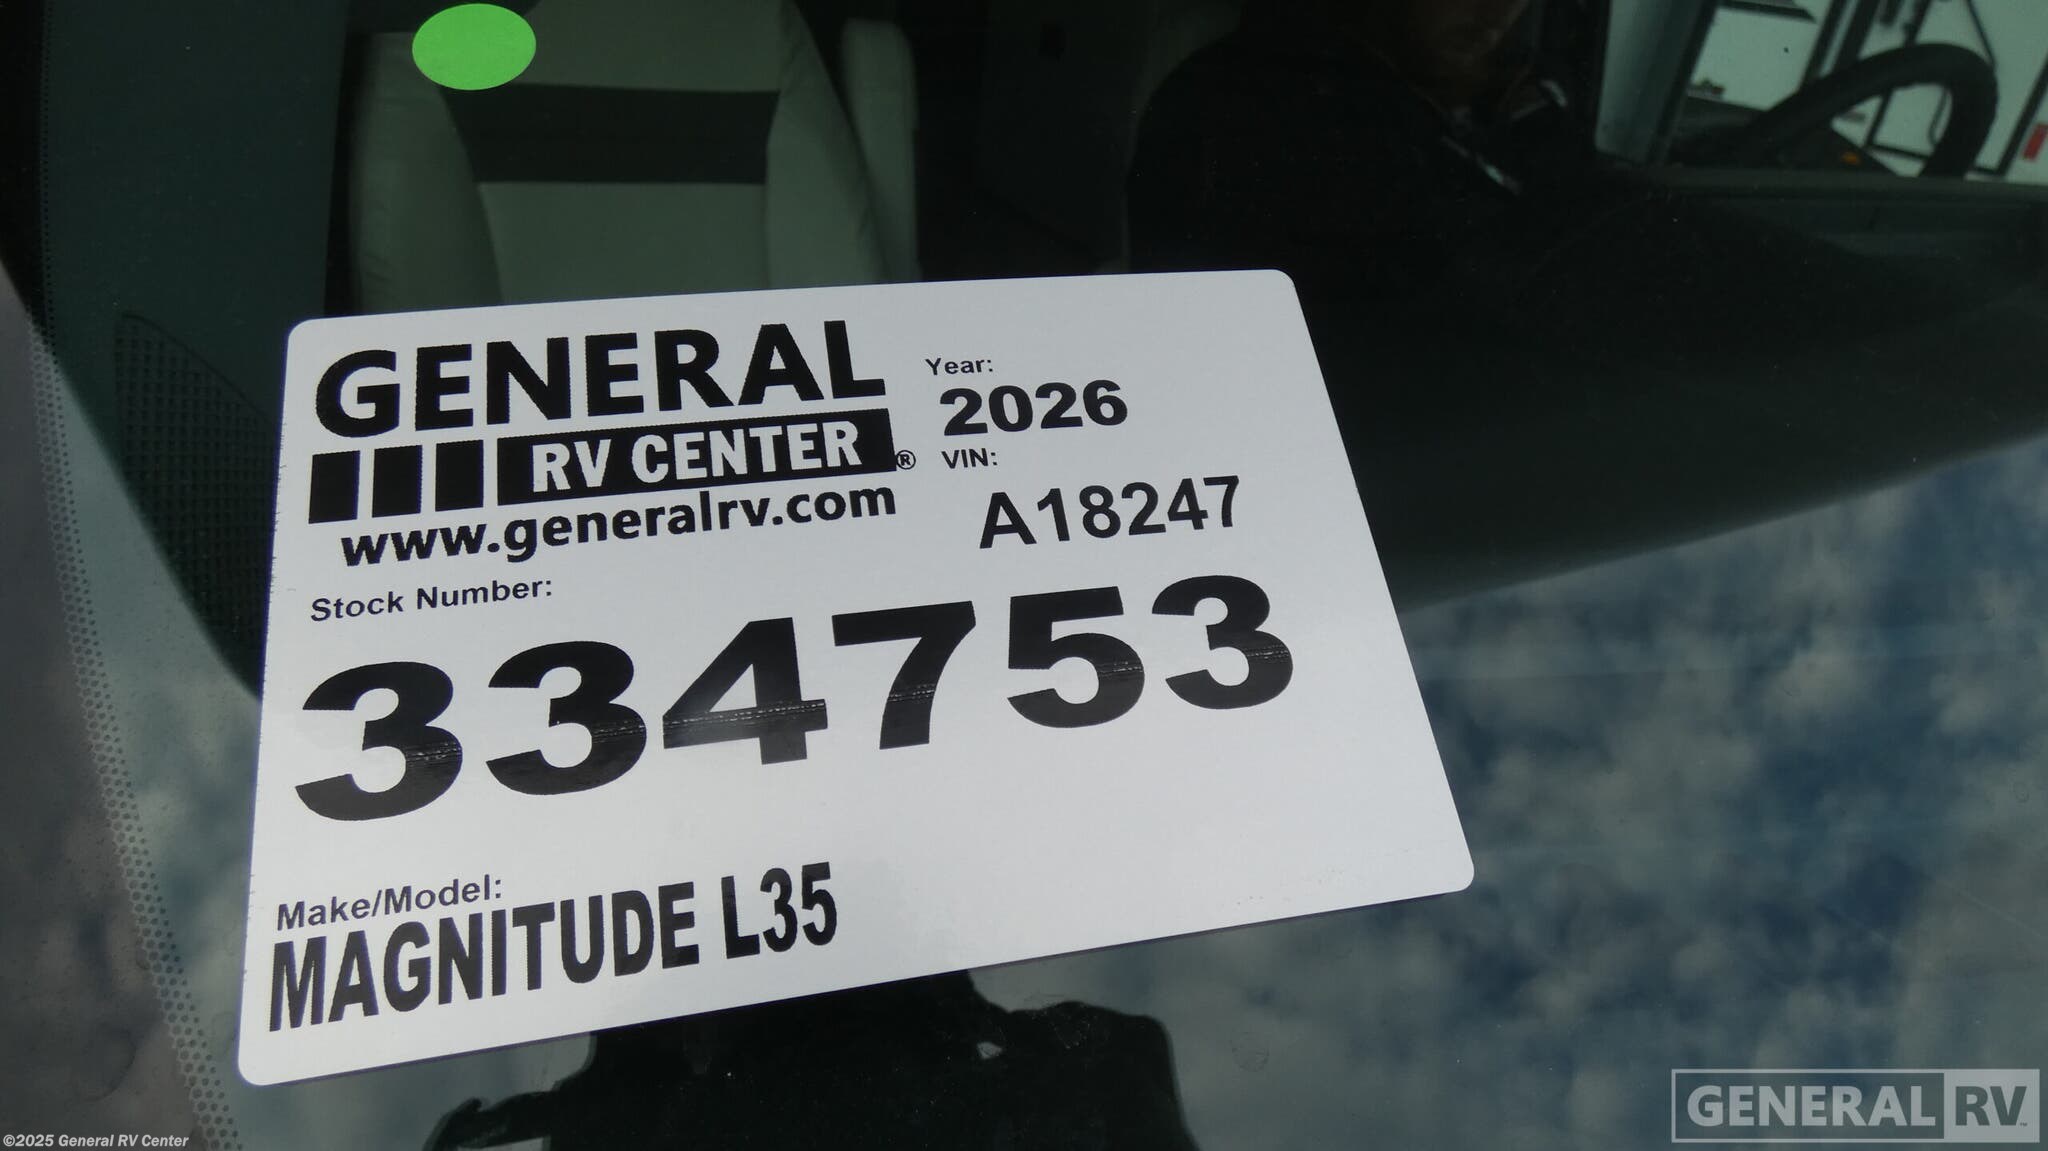 GENERAL
RV CENTER®
www.generalrv.com
Year:
2026
VIN:
A18247
Stock Number:
334753
Make/Model:
MAGNITUDE L35
GENERAL RV™
©2025 General RV Center